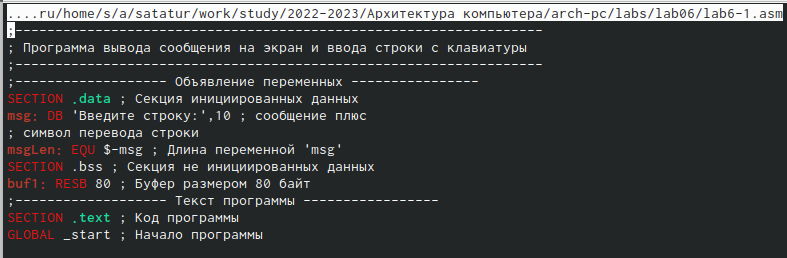 ....ru/home/s/a/satatur/work/study/2022-2023/Архитектура компьютера/arch-pc/labs/lab06/lab6-1.asm
;------------------------------------------------------------------
; Программа вывода сообщения на экран и ввода строки с клавиатуры
;------------------------------------------------------------------
;------------------- Объявление переменных ----------------
SECTION .data ; Секция инициированных данных
msg: DB 'Введите строку:',10 ; сообщение плюс
; символ перевода строки
msgLen: EQU $-msg ; Длина переменной 'msg'
SECTION .bss ; Секция не инициированных данных
buf1: RESB 80 ; Буфер размером 80 байт
;------------------- Текст программы -----------------
SECTION .text ; Код программы
GLOBAL _start ; Начало программы